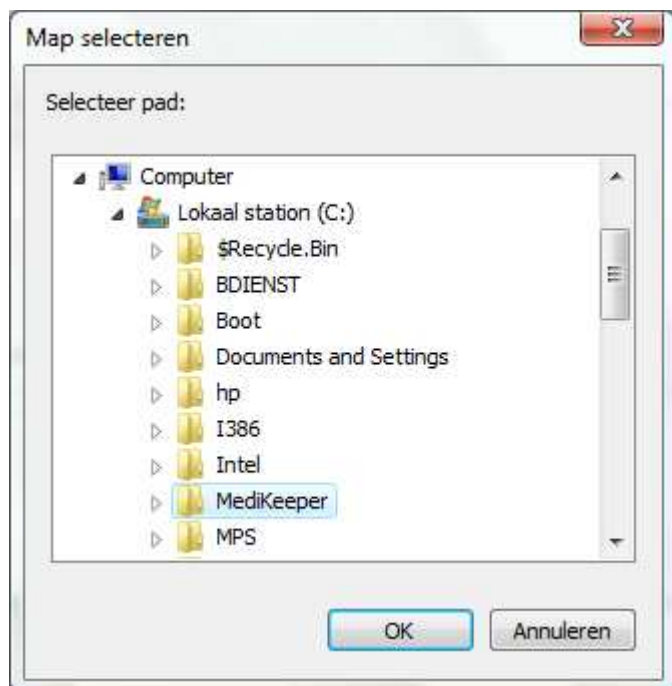 Map selecteren
Selecteer pad:
Computer
Lokaal station (C:)
$Recycle.Bin
BDIENST
Boot
Documents and Settings
hp
I386
Intel
MediKeeper
MPS
OK Annuleren